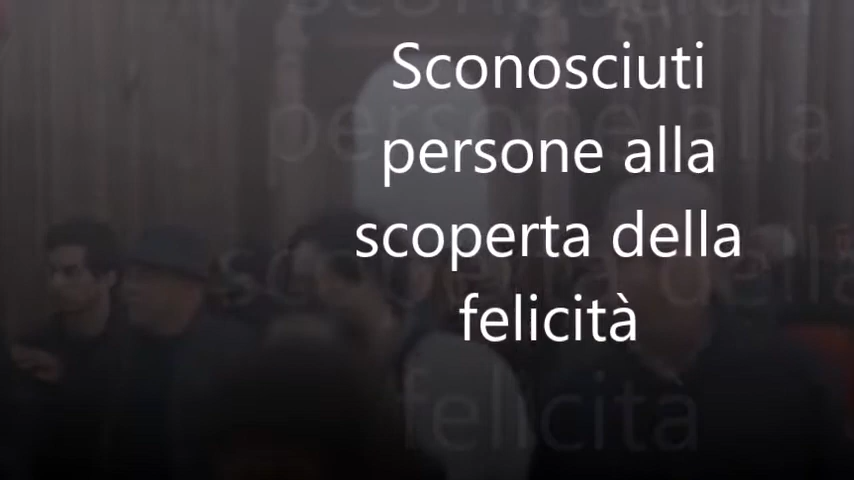 Sconosciuti
persone alla
scoperta della
felicità